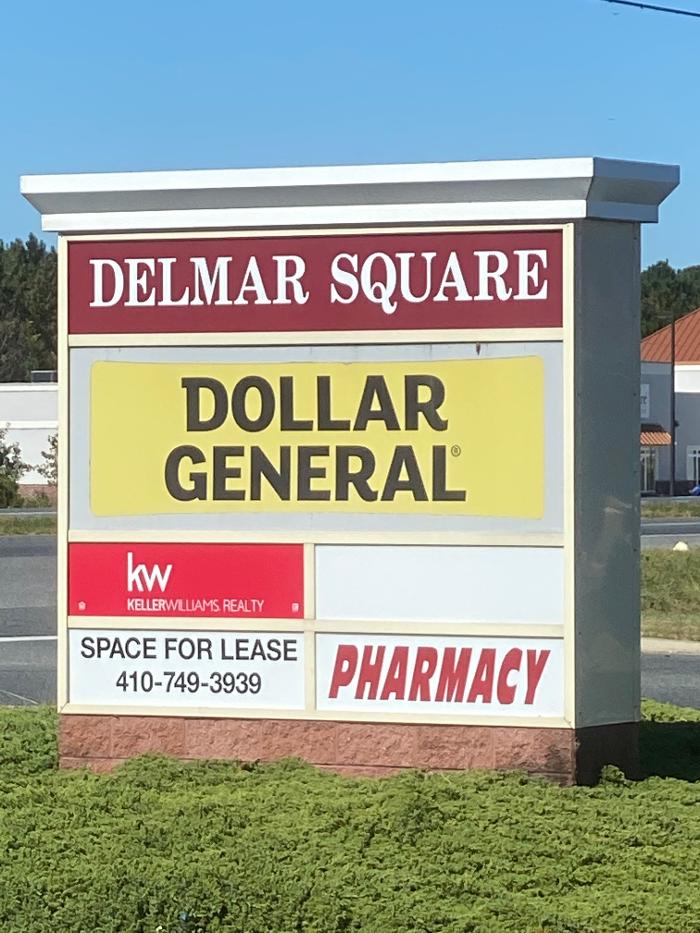 DELMAR SQUARE
DOLLAR
GENERAL®
kw
KELLERWILLIAMS. REALTY
SPACE FOR LEASE
410-749-3939
PHARMACY